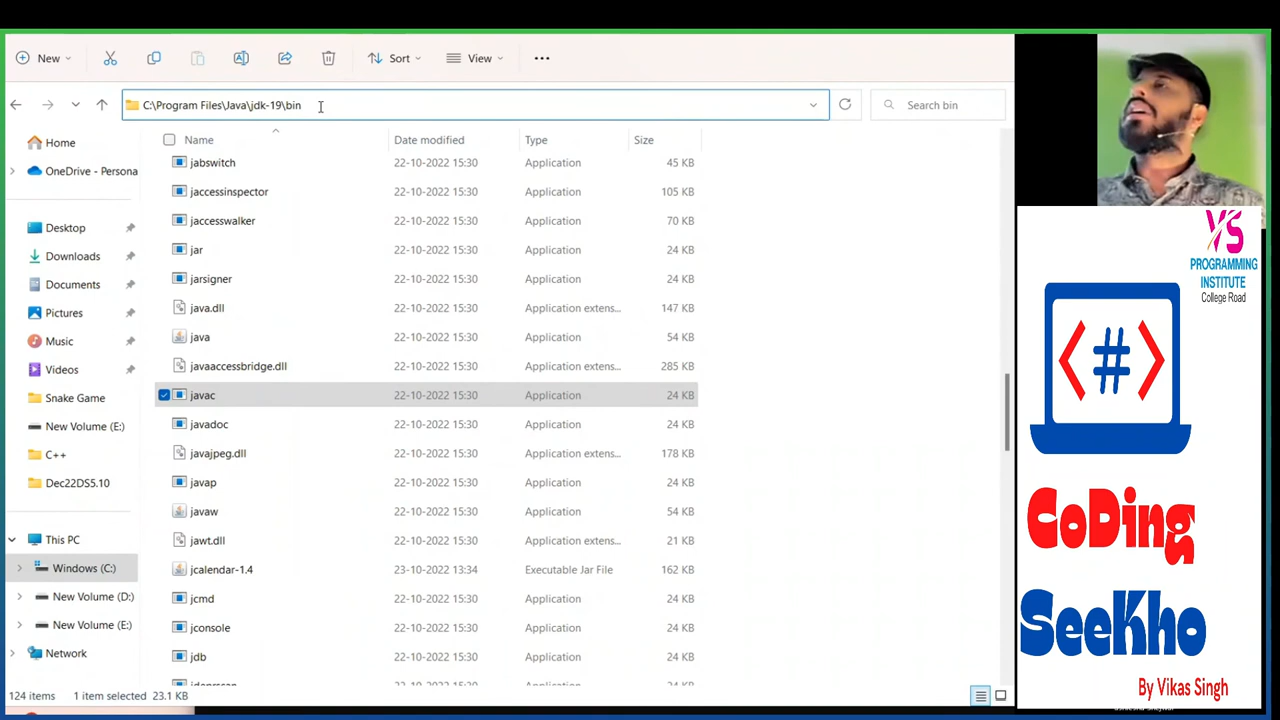 New
Sort
View
C:\Program Files\Java\jdk-19\bin
Search bin
Home
OneDrive - Persona
Desktop
Downloads
Documents
Pictures
Music
Videos
Snake Game
New Volume (E:)
C++
Dec22DS5.10
This PC
Windows (C:)
New Volume (D:)
New Volume (E:)
Network
Name Date modified Type Size
jabswitch 22-10-2022 15:30 Application 45 KB
jaccessinspector 22-10-2022 15:30 Application 105 KB
jaccesswalker 22-10-2022 15:30 Application 70 KB
jar 22-10-2022 15:30 Application 24 KB
jarsigner 22-10-2022 15:30 Application 24 KB
java.dll 22-10-2022 15:30 Application extens... 147 KB
java 22-10-2022 15:30 Application 54 KB
javaaccessbridge.dll 22-10-2022 15:30 Application extens... 285 KB
javac 22-10-2022 15:30 Application 24 KB
javadoc 22-10-2022 15:30 Application 24 KB
javajpeg.dll 22-10-2022 15:30 Application extens... 178 KB
javap 22-10-2022 15:30 Application 24 KB
javaw 22-10-2022 15:30 Application 54 KB
jawt.dll 22-10-2022 15:30 Application extens... 21 KB
jcalendar-1.4 23-10-2022 13:34 Executable Jar File 162 KB
jcmd 22-10-2022 15:30 Application 24 KB
jconsole 22-10-2022 15:30 Application 24 KB
jdb 22-10-2022 15:30 Application 24 KB
124 items 1 item selected 23.1 KB
VS
PROGRAMMING
INSTITUTE
College Road
<#>
CoDing
SeeKho
By Vikas Singh